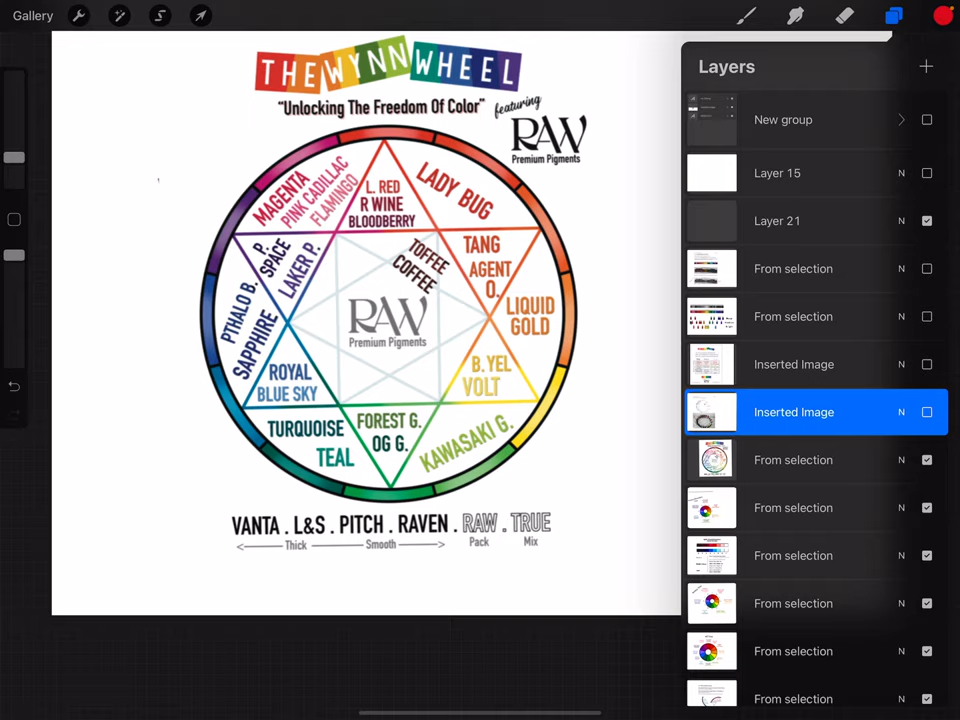 Gallery
THE WYNN WHEEL
"Unlocking The Freedom Of Color"
featuring
RAW
Premium Pigments
MAGENTA
PINK CADILLAC
FLAMINGO
L. RED
R WINE
BLOODBERRY
LADY BUG
P.
SPACE
LAKER P.
TOFFEE
COFFEE
TANG
AGENT
O.
PTHALO B.
SAPPHIRE
RAW
Premium Pigments
LIQUID
GOLD
ROYAL
BLUE SKY
B. YEL
VOLT
TURQUOISE
TEAL
FOREST G.
OG G.
KAWASAKI G.
VANTA . L&S . PITCH . RAVEN . RAW . TRUE
Thick Smooth Pack Mix
Layers
New group
Layer 15 N
Layer 21 N
From selection N
From selection N
Inserted Image N
Inserted Image N
From selection N
From selection N
From selection N
From selection N
From selection N
From selection N